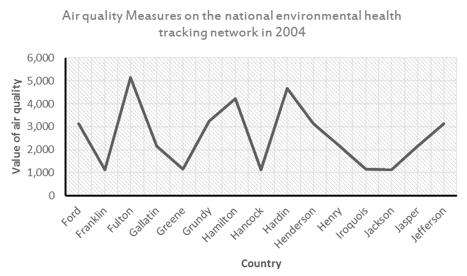 Air quality Measures on the national environmental health
tracking network in 2004
6,000
5,000
4,000
3,000
2,000
1,000
0
Value of air quality
Ford
Franklin
Fulton
Gallatin
Greene
Grundy
Hamilton
Hancock
Hardin
Henderson
Henry
Iroquois
Jackson
Jasper
Jefferson
Country